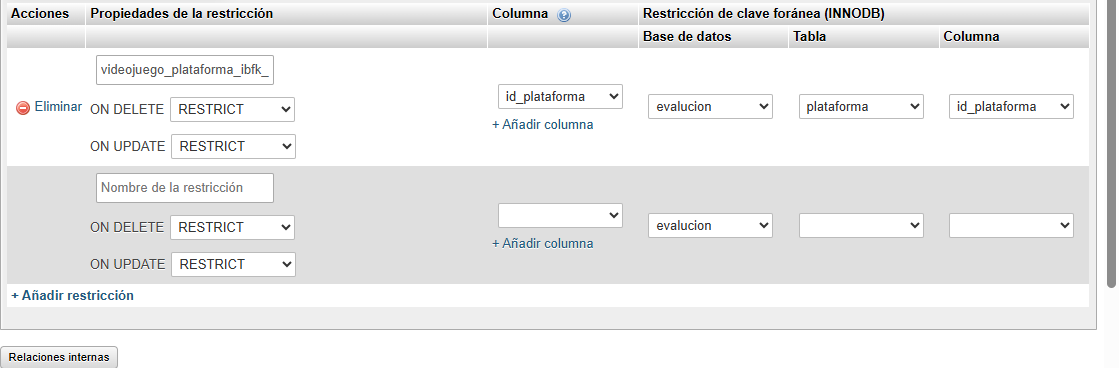 Acciones Propiedades de la restricción Columna Restricción de clave foránea (INNODB)
Base de datos Tabla Columna
videojuego_plataforma_ibfk_
Eliminar ON DELETE RESTRICT id_plataforma evalucion plataforma id_plataforma
+ Añadir columna
ON UPDATE RESTRICT
Nombre de la restricción
ON DELETE RESTRICT evalucion
+ Añadir columna
ON UPDATE RESTRICT
+ Añadir restricción
Relaciones internas